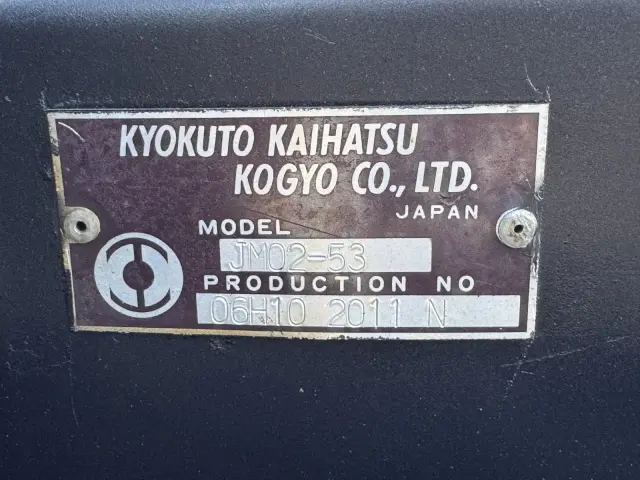 KYOKUTO KAIHATSU
KOGYO CO., LTD.
JAPAN
MODEL
JM02-53
PRODUCTION NO
06H10 2011 N